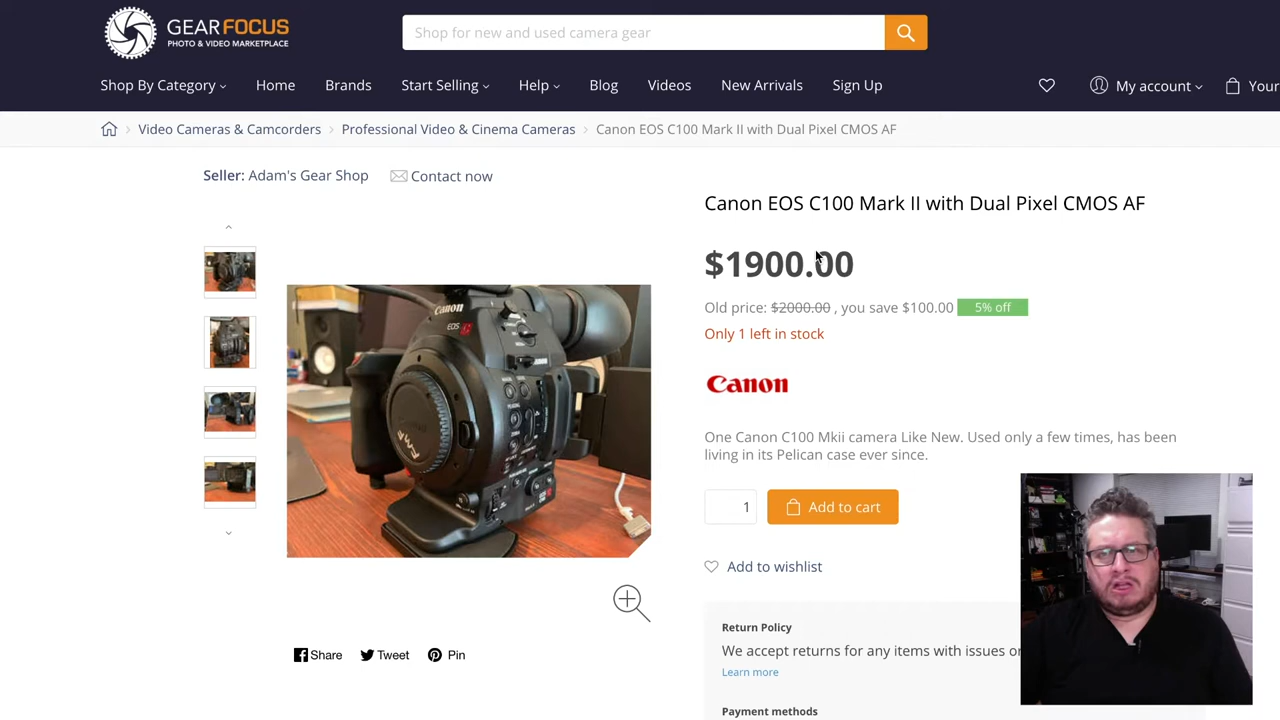 GEARFOCUS
PHOTO & VIDEO MARKETPLACE
Shop for new and used camera gear
Shop By Category
Home
Brands
Start Selling
Help
Blog
Videos
New Arrivals
Sign Up
My account
Your
Video Cameras & Camcorders
Professional Video & Cinema Cameras
Canon EOS C100 Mark II with Dual Pixel CMOS AF
Seller: Adam's Gear Shop
Contact now
Canon EOS C100 Mark II with Dual Pixel CMOS AF
$1900.00
Old price: $2000.00 , you save $100.00 5% off
Only 1 left in stock
Canon
EOS
Canon
One Canon C100 Mkii camera Like New. Used only a few times, has been
living in its Pelican case ever since.
1
Add to cart
Add to wishlist
Return Policy
We accept returns for any items with issues or
Learn more
Payment methods
Share
Tweet
Pin